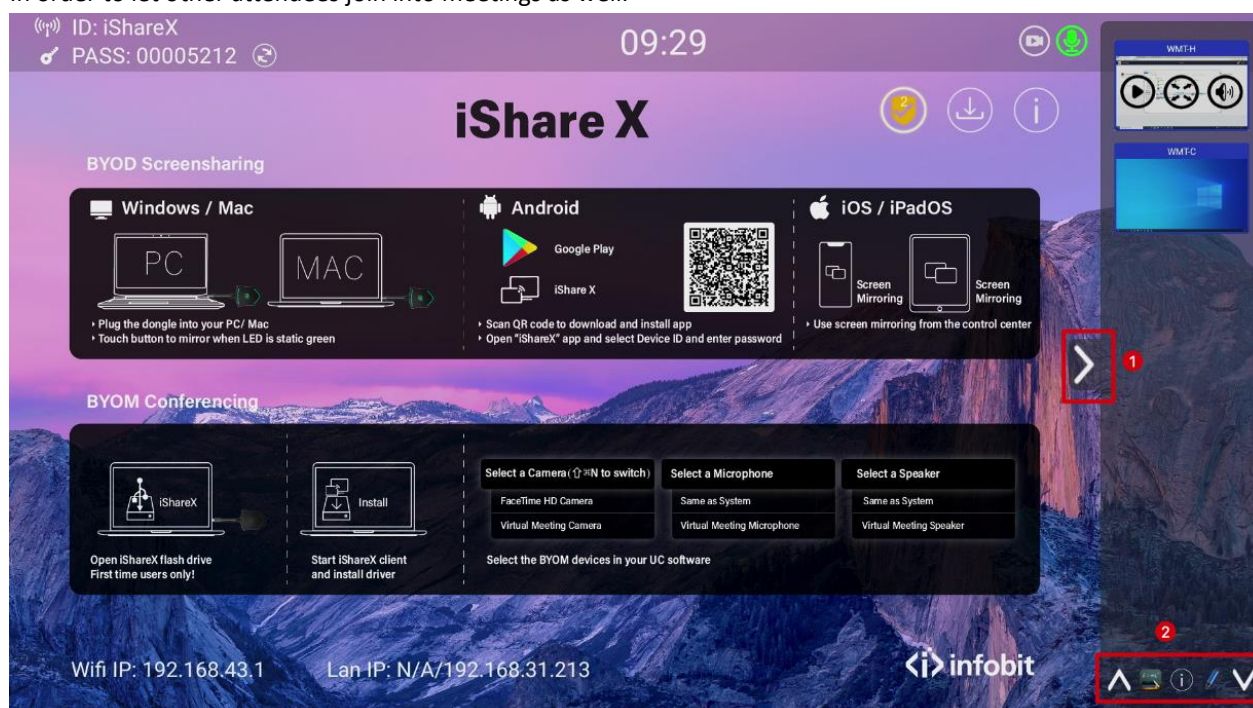 In order to let other attendees join into meetings as well.
ID: iShareX
PASS: 00005212
09:29
iShare X
2
i
WMT-H
WMT-C
BYOD Screensharing
Windows / Mac
PC
MAC
▸ Plug the dongle into your PC/ Mac
▸ Touch button to mirror when LED is static green
Android
Google Play
iShare X
▸ Scan QR code to download and install app
▸ Open "iShareX" app and select Device ID and enter password
iOS / iPadOS
Screen
Mirroring
Screen
Mirroring
▸ Use screen mirroring from the control center
1
BYOM Conferencing
iShareX
Open iShareX flash drive
First time users only!
Install
Start iShareX client
and install driver
Select a Camera(⇧⌘N to switch)
FaceTime HD Camera
Virtual Meeting Camera
Select a Microphone
Same as System
Virtual Meeting Microphone
Select a Speaker
Same as System
Virtual Meeting Speaker
Select the BYOM devices in your UC software
Wifi IP: 192.168.43.1
Lan IP: N/A/192.168.31.213
<i> infobit
2
i